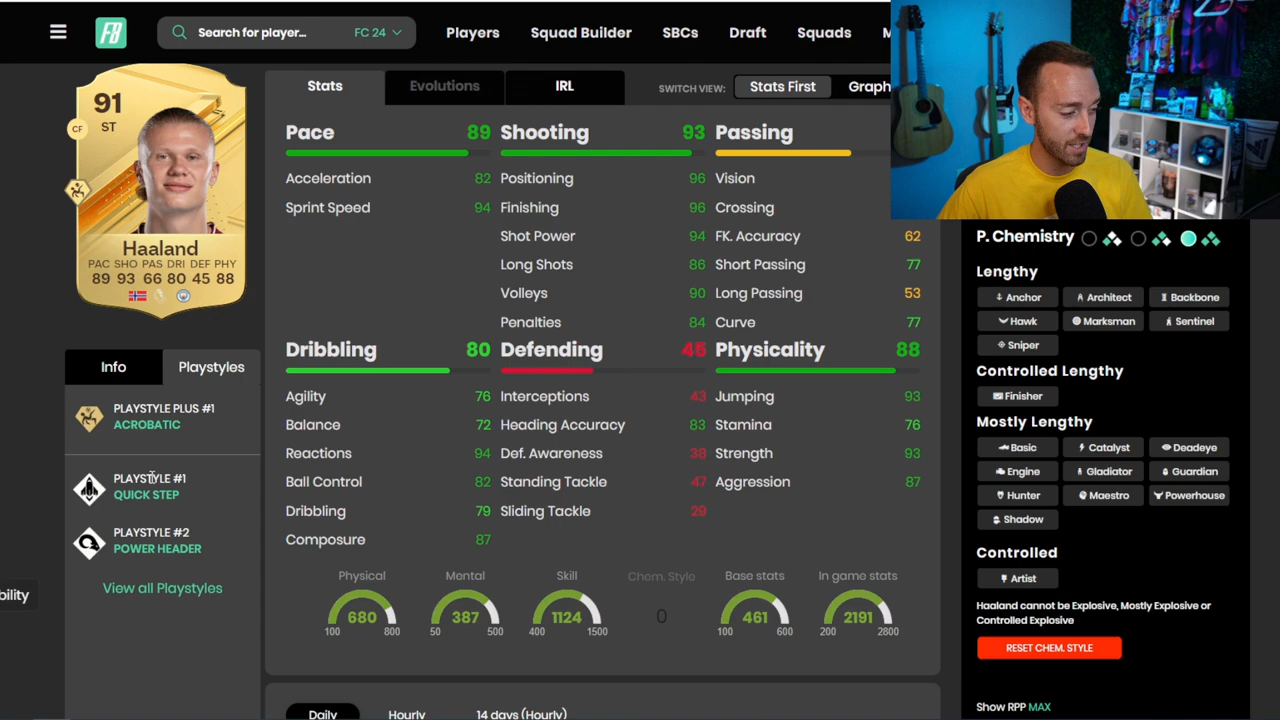 FB
Search for player...
FC 24
Players
Squad Builder
SBCs
Draft
Squads
M
91
ST
CF
Haaland
PAC SHO PAS DRI DEF PHY
89 93 66 80 45 88
Info
Playstyles
PLAYSTYLE PLUS #1
ACROBATIC
PLAYSTYLE #1
QUICK STEP
PLAYSTYLE #2
POWER HEADER
View all Playstyles
bility
Stats
Evolutions
IRL
SWITCH VIEW:
Stats First
Graph
Pace 89
Acceleration 82
Sprint Speed 94
Shooting 93
Positioning 96
Finishing 96
Shot Power 94
Long Shots 86
Volleys 90
Penalties 84
Passing
Vision
Crossing
FK. Accuracy 62
Short Passing 77
Long Passing 53
Curve 77
Dribbling 80
Agility 76
Balance 72
Reactions 94
Ball Control 82
Dribbling 79
Composure 87
Defending 45
Interceptions 43
Heading Accuracy 83
Def. Awareness 38
Standing Tackle 47
Sliding Tackle 29
Physicality 88
Jumping 93
Stamina 76
Strength 93
Aggression 87
Physical
680
100 800
Mental
387
50 500
Skill
1124
400 1500
Chem. Style
0
Base stats
461
100 600
In game stats
2191
200 2800
Daily
Hourly
14 days (Hourly)
P. Chemistry
Lengthy
Anchor
Architect
Backbone
Hawk
Marksman
Sentinel
Sniper
Controlled Lengthy
Finisher
Mostly Lengthy
Basic
Catalyst
Deadeye
Engine
Gladiator
Guardian
Hunter
Maestro
Powerhouse
Shadow
Controlled
Artist
Haaland cannot be Explosive, Mostly Explosive or
Controlled Explosive
RESET CHEM. STYLE
Show RPP MAX